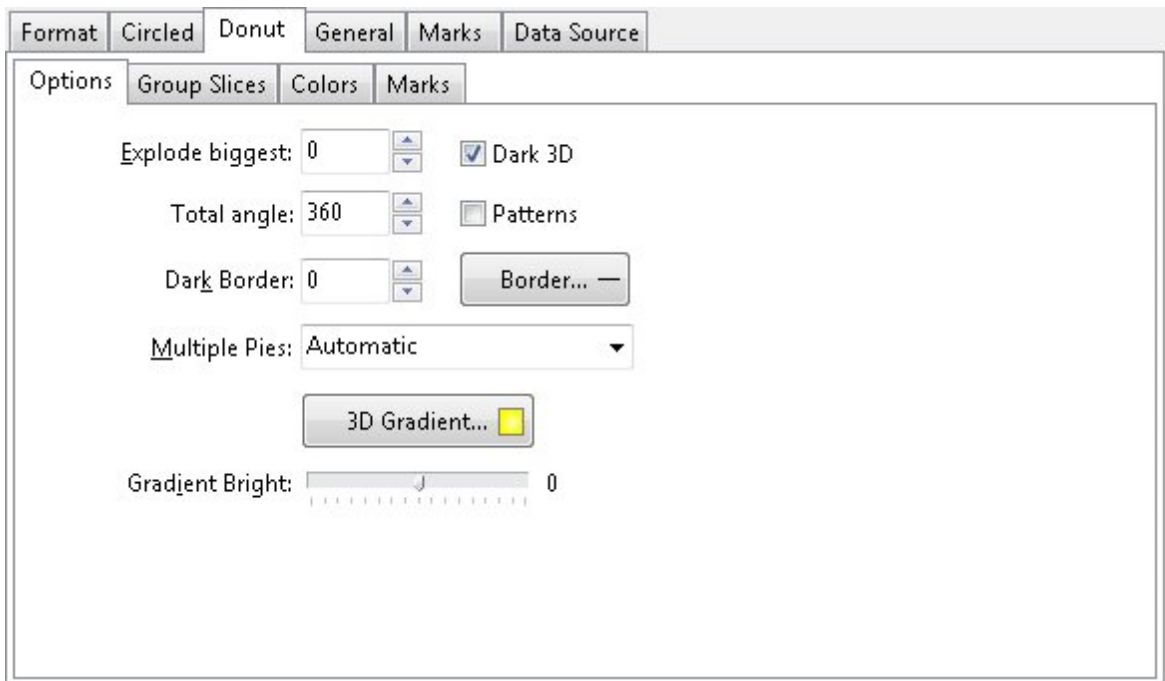 Format Circled Donut General Marks Data Source
Options Group Slices Colors Marks
Explode biggest: 0 Dark 3D
Total angle: 360 Patterns
Dark Border: 0 Border...
Multiple Pies: Automatic
3D Gradient...
Gradient Bright: 0